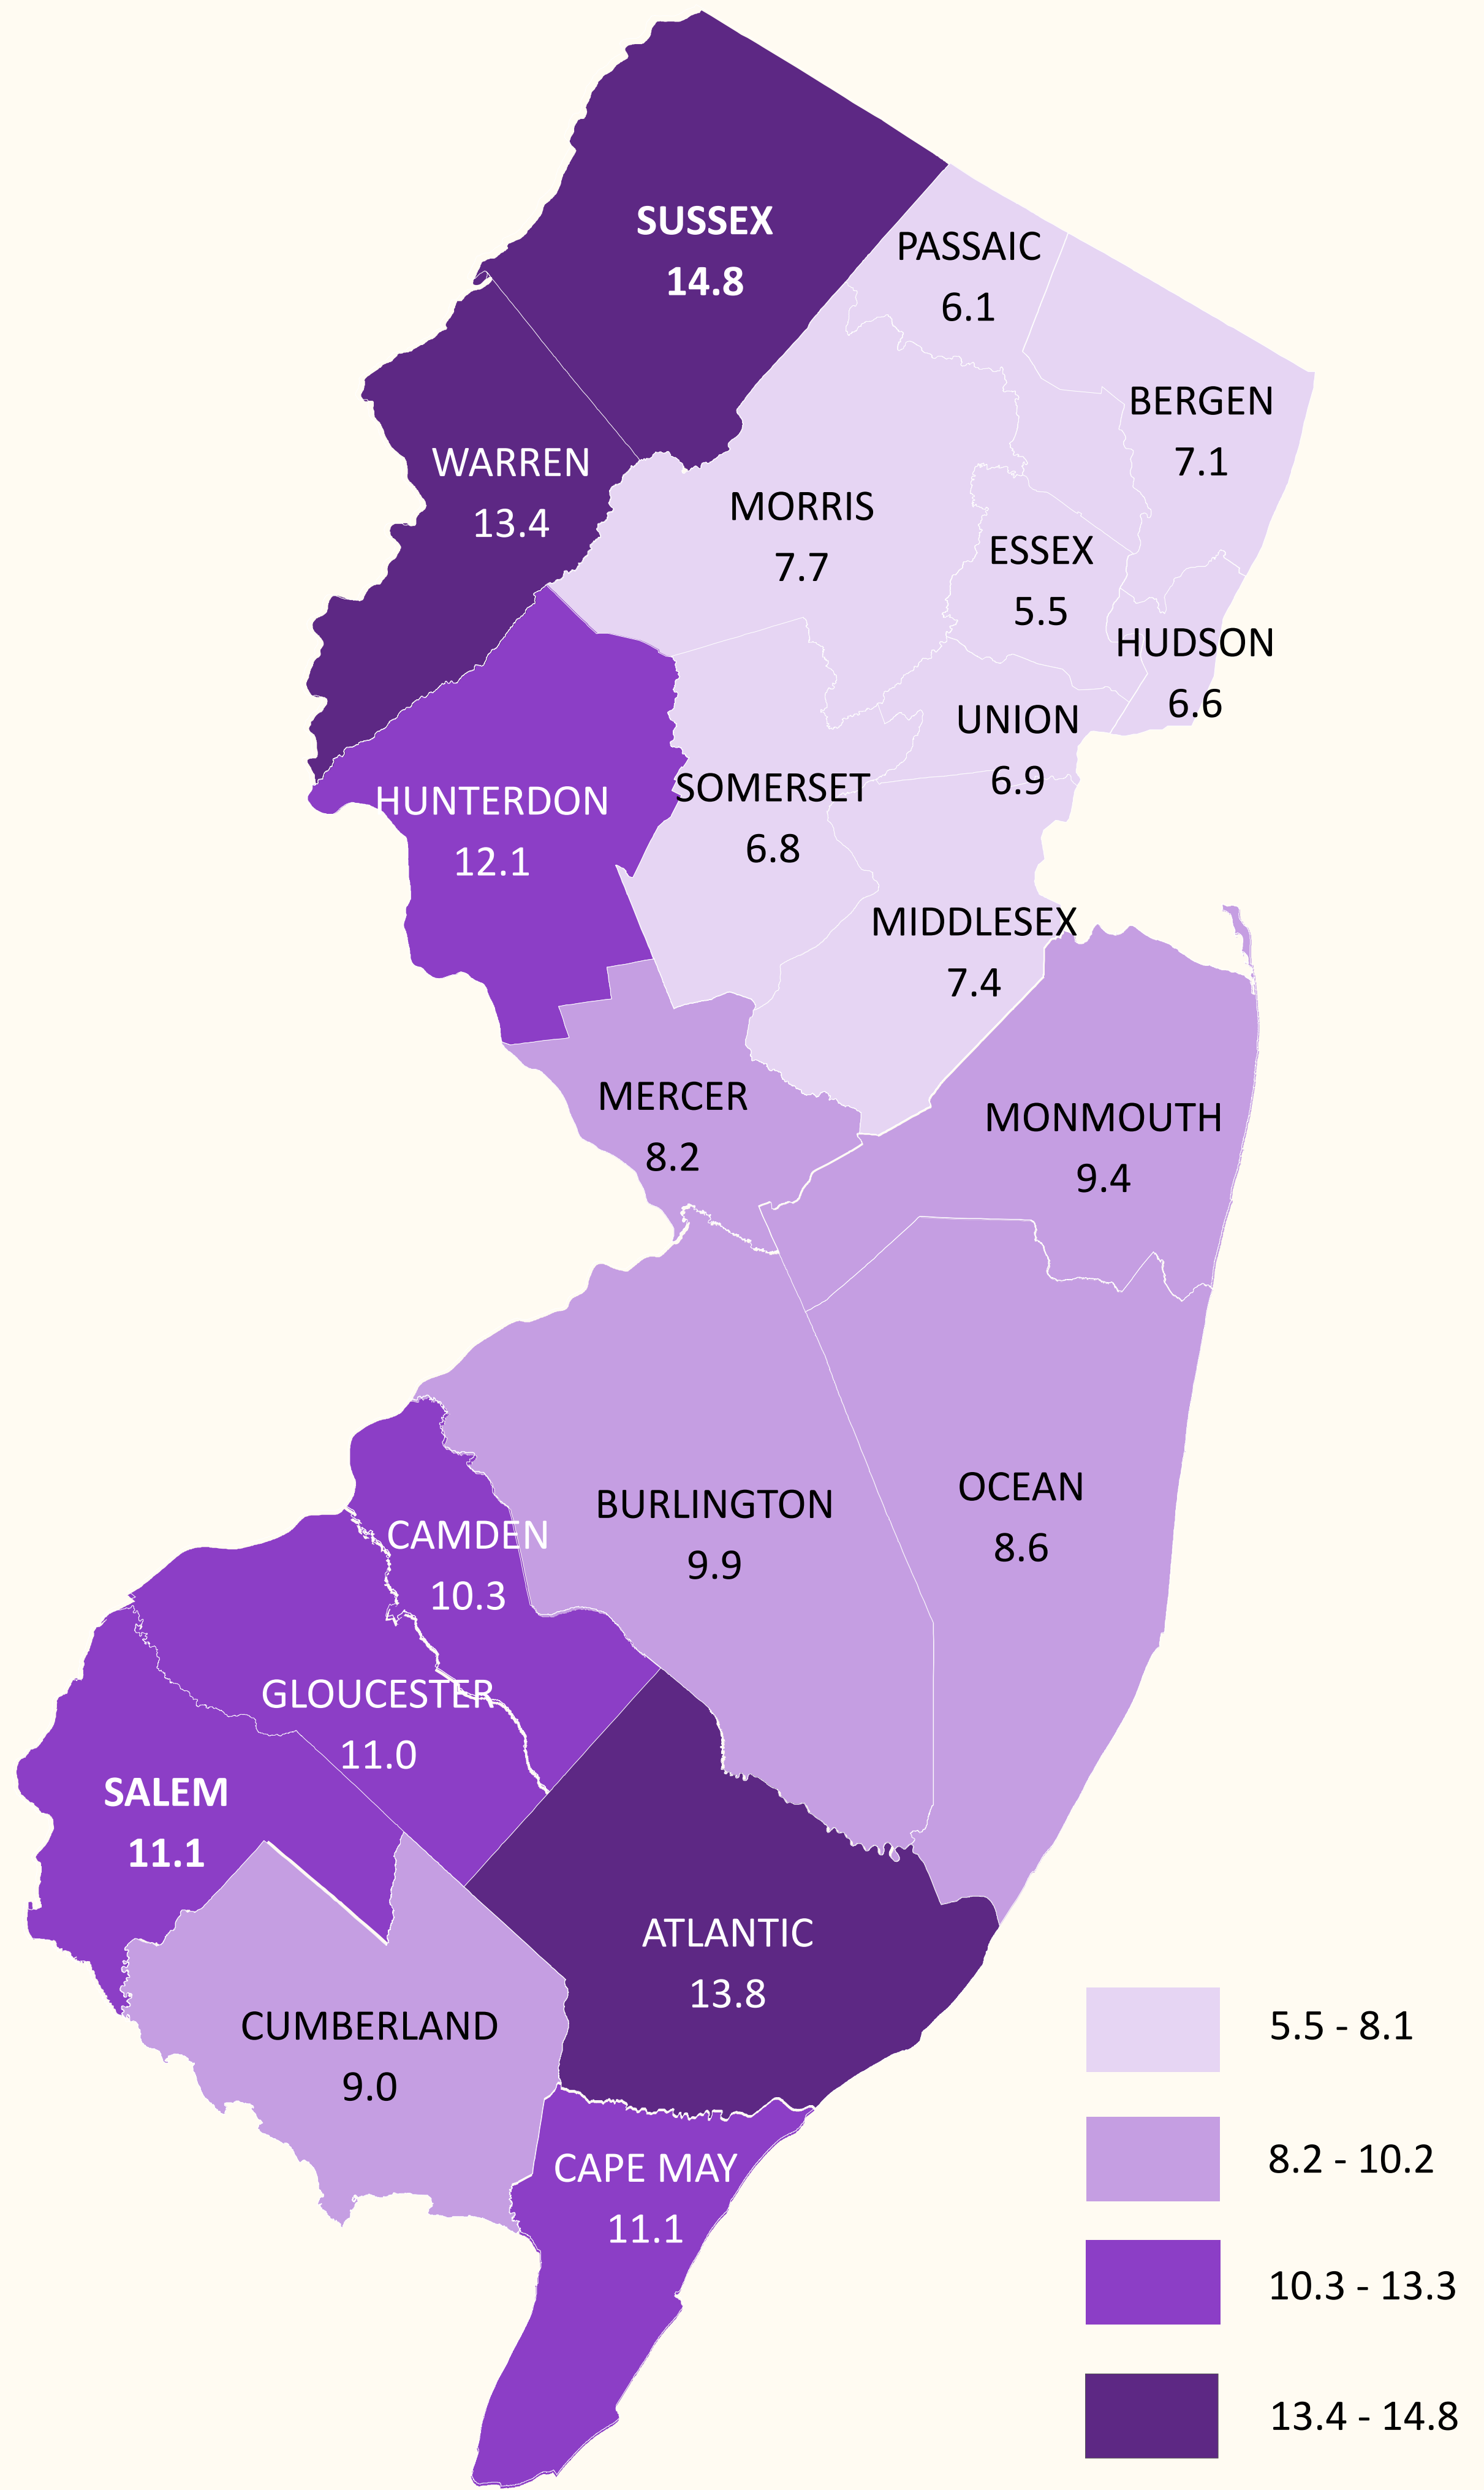 SUSSEX
14.8
PASSAIC
6.1
BERGEN
7.1
WARREN
13.4
MORRIS
7.7
ESSEX
5.5
HUDSON
6.6
UNION
6.9
HUNTERDON
12.1
SOMERSET
6.8
MIDDLESEX
7.4
MERCER
8.2
MONMOUTH
9.4
OCEAN
8.6
BURLINGTON
9.9
CAMDEN
10.3
GLOUCESTER
11.0
SALEM
11.1
ATLANTIC
13.8
CUMBERLAND
9.0
CAPE MAY
11.1
5.5 - 8.1
8.2 - 10.2
10.3 - 13.3
13.4 - 14.8